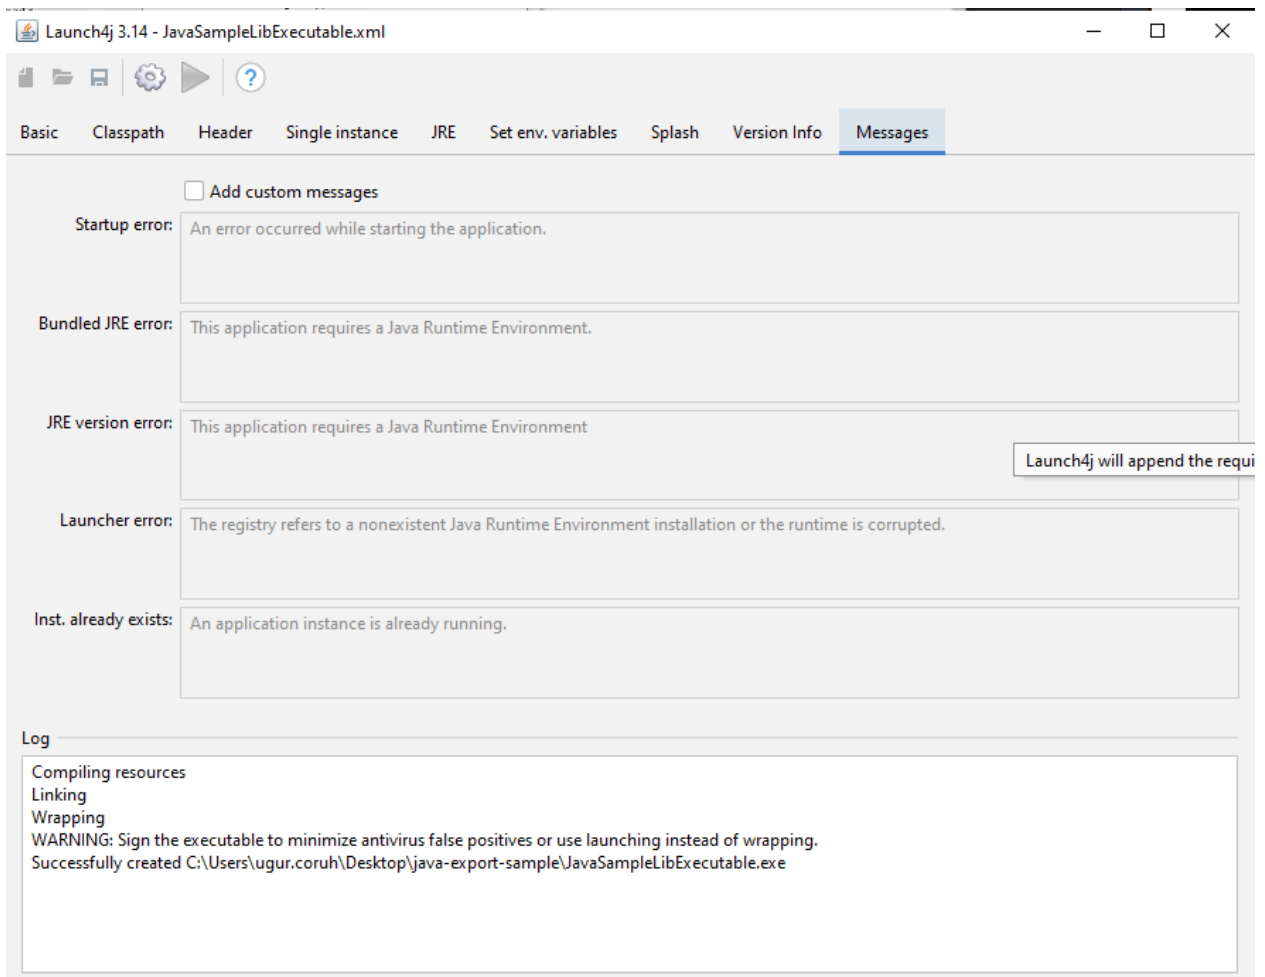 Launch4j 3.14 - JavaSampleLibExecutable.xml
Basic Classpath Header Single instance JRE Set env. variables Splash Version Info Messages
Add custom messages
Startup error: An error occurred while starting the application.
Bundled JRE error: This application requires a Java Runtime Environment.
JRE version error: This application requires a Java Runtime Environment
Launch4j will append the requi
Launcher error: The registry refers to a nonexistent Java Runtime Environment installation or the runtime is corrupted.
Inst. already exists: An application instance is already running.
Log
Compiling resources
Linking
Wrapping
WARNING: Sign the executable to minimize antivirus false positives or use launching instead of wrapping.
Successfully created C:\Users\ugur.coruh\Desktop\java-export-sample\JavaSampleLibExecutable.exe